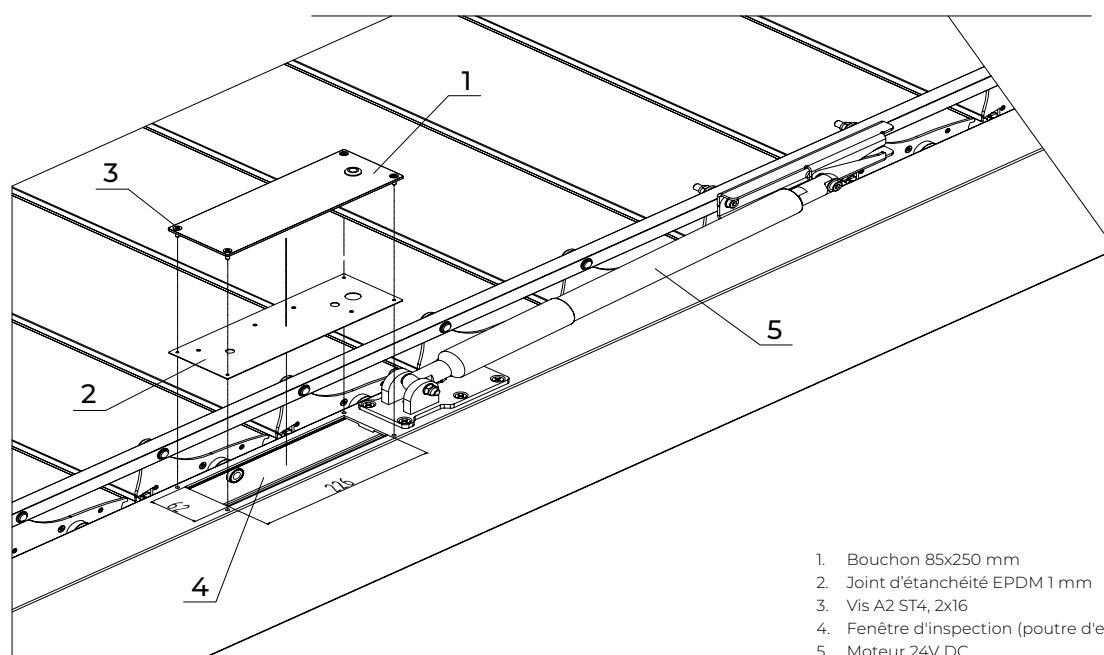 1
3
2
5
4
62
226
1. Bouchon 85x250 mm
2. Joint d'étanchéité EPDM 1 mm
3. Vis A2 ST4, 2x16
4. Fenêtre d'inspection (poutre
5. Moteur 24V DC